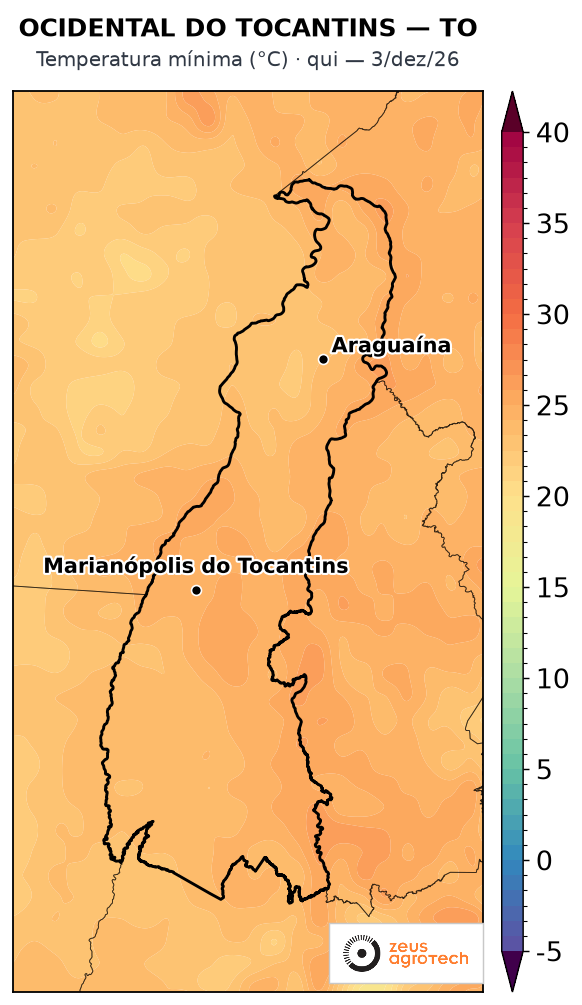 OCIDENTAL DO TOCANTINS — TO
Temperatura mínima (°C) · qui — 3/dez/26
40
35
30
Araguaína
25
20
Marianópolis do Tocantins
15
10
5
0
-5
zeus
agrotech